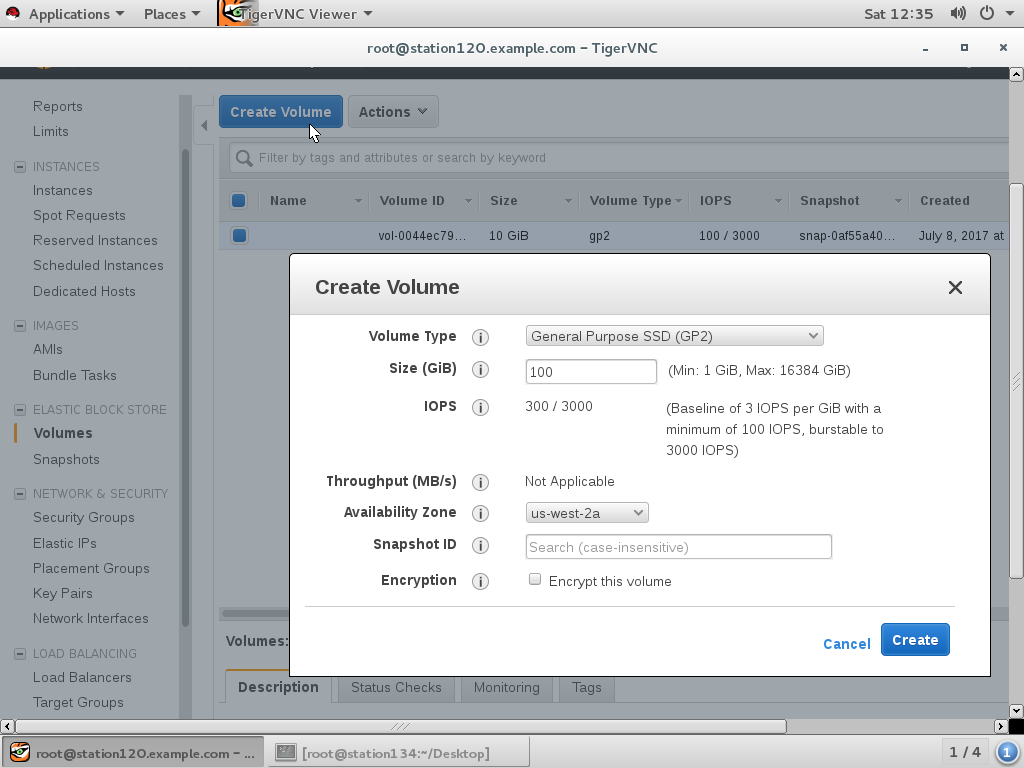 Applications Places TigerVNC Viewer Sat 12:35
root@station120.example.com − TigerVNC
Reports
Limits
INSTANCES
Instances
Spot Requests
Reserved Instances
Scheduled Instances
Dedicated Hosts
IMAGES
AMIs
Bundle Tasks
ELASTIC BLOCK STORE
Volumes
Snapshots
NETWORK & SECURITY
Security Groups
Elastic IPs
Placement Groups
Key Pairs
Network Interfaces
LOAD BALANCING
Load Balancers
Target Groups
Create Volume Actions
Filter by tags and attributes or search by keyword
Name Volume ID Size Volume Type IOPS Snapshot Created
vol-0044ec79... 10 GiB gp2 100 / 3000 snap-0af55a40... July 8, 2017 at
Create Volume
Volume Type i General Purpose SSD (GP2)
Size (GiB) i 100 (Min: 1 GiB, Max: 16384 GiB)
IOPS i 300 / 3000 (Baseline of 3 IOPS per GiB with a
minimum of 100 IOPS, burstable to
3000 IOPS)
Throughput (MB/s) i Not Applicable
Availability Zone i us-west-2a
Snapshot ID i Search (case-insensitive)
Encryption i Encrypt this volume
Cancel Create
Volumes:
Description Status Checks Monitoring Tags
root@station120.example.com − ... [root@station134:~/Desktop] 1 / 4 1